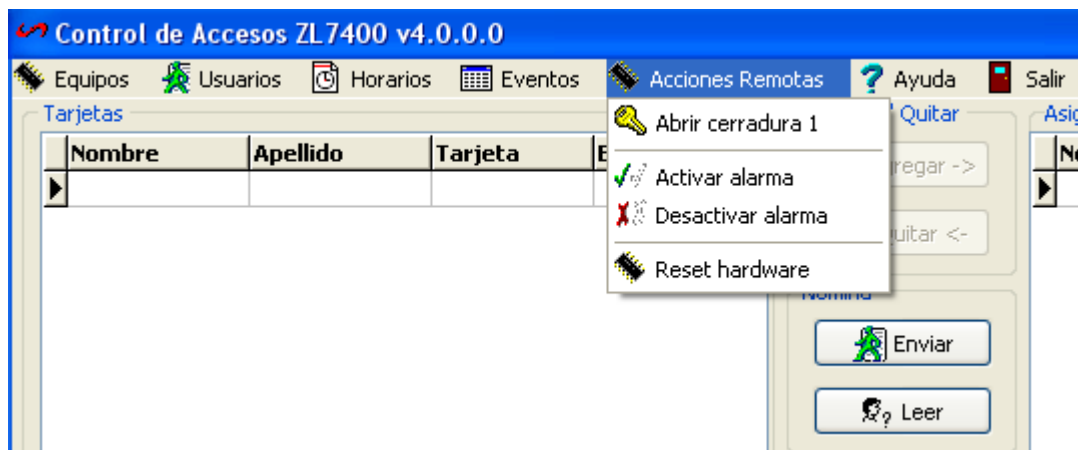 Control de Accesos ZL7400 v4.0.0.0
Equipos Usuarios Horarios Eventos Acciones Remotas Ayuda Salir
Tarjetas
Quitar
Nombre Apellido Tarjeta
Abrir cerradura 1
Activar alarma
Desactivar alarma
Reset hardware
Enviar
Leer